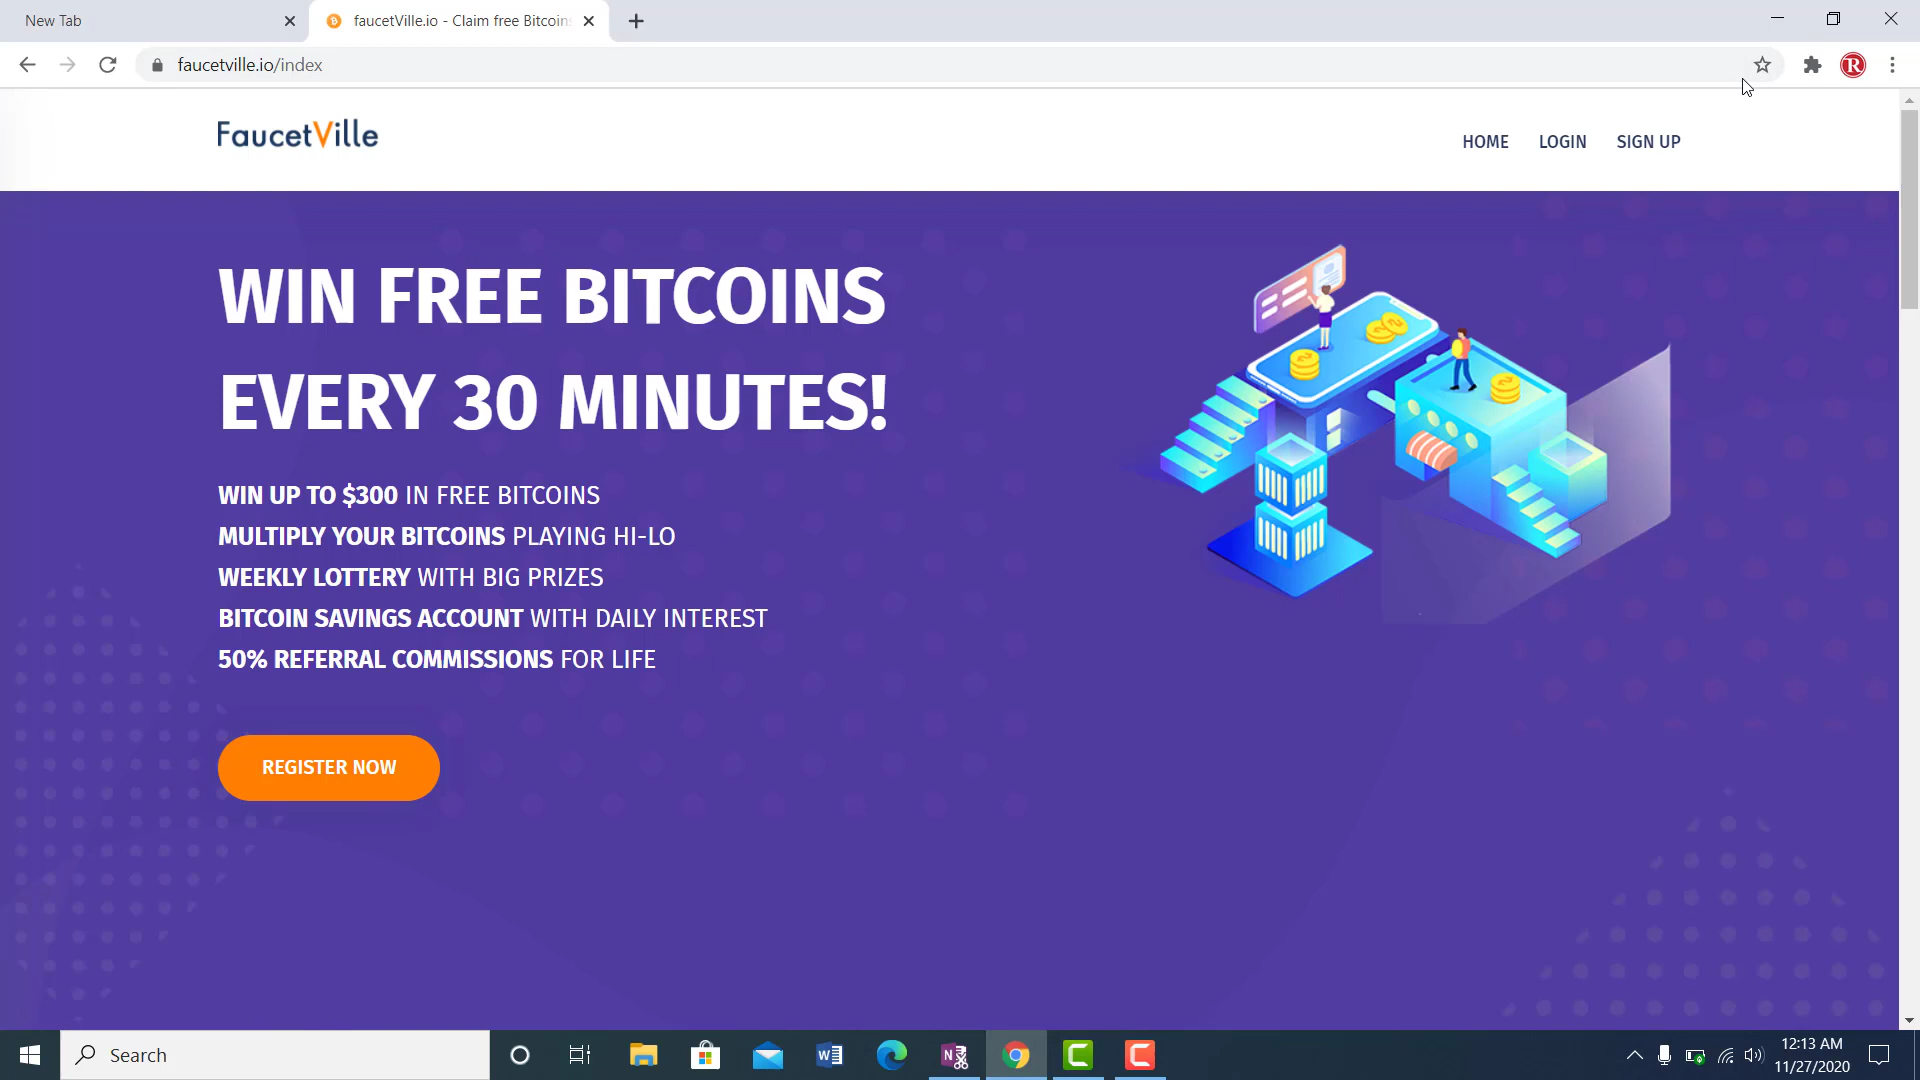 New Tab
faucetVille.io - Claim free Bitcoin
faucetville.io/index
R
FaucetVille
HOME LOGIN SIGN UP
WIN FREE BITCOINS
EVERY 30 MINUTES!
WIN UP TO $300 IN FREE BITCOINS
MULTIPLY YOUR BITCOINS PLAYING HI-LO
WEEKLY LOTTERY WITH BIG PRIZES
BITCOIN SAVINGS ACCOUNT WITH DAILY INTEREST
50% REFERRAL COMMISSIONS FOR LIFE
REGISTER NOW
Search
12:13 AM
11/27/2020